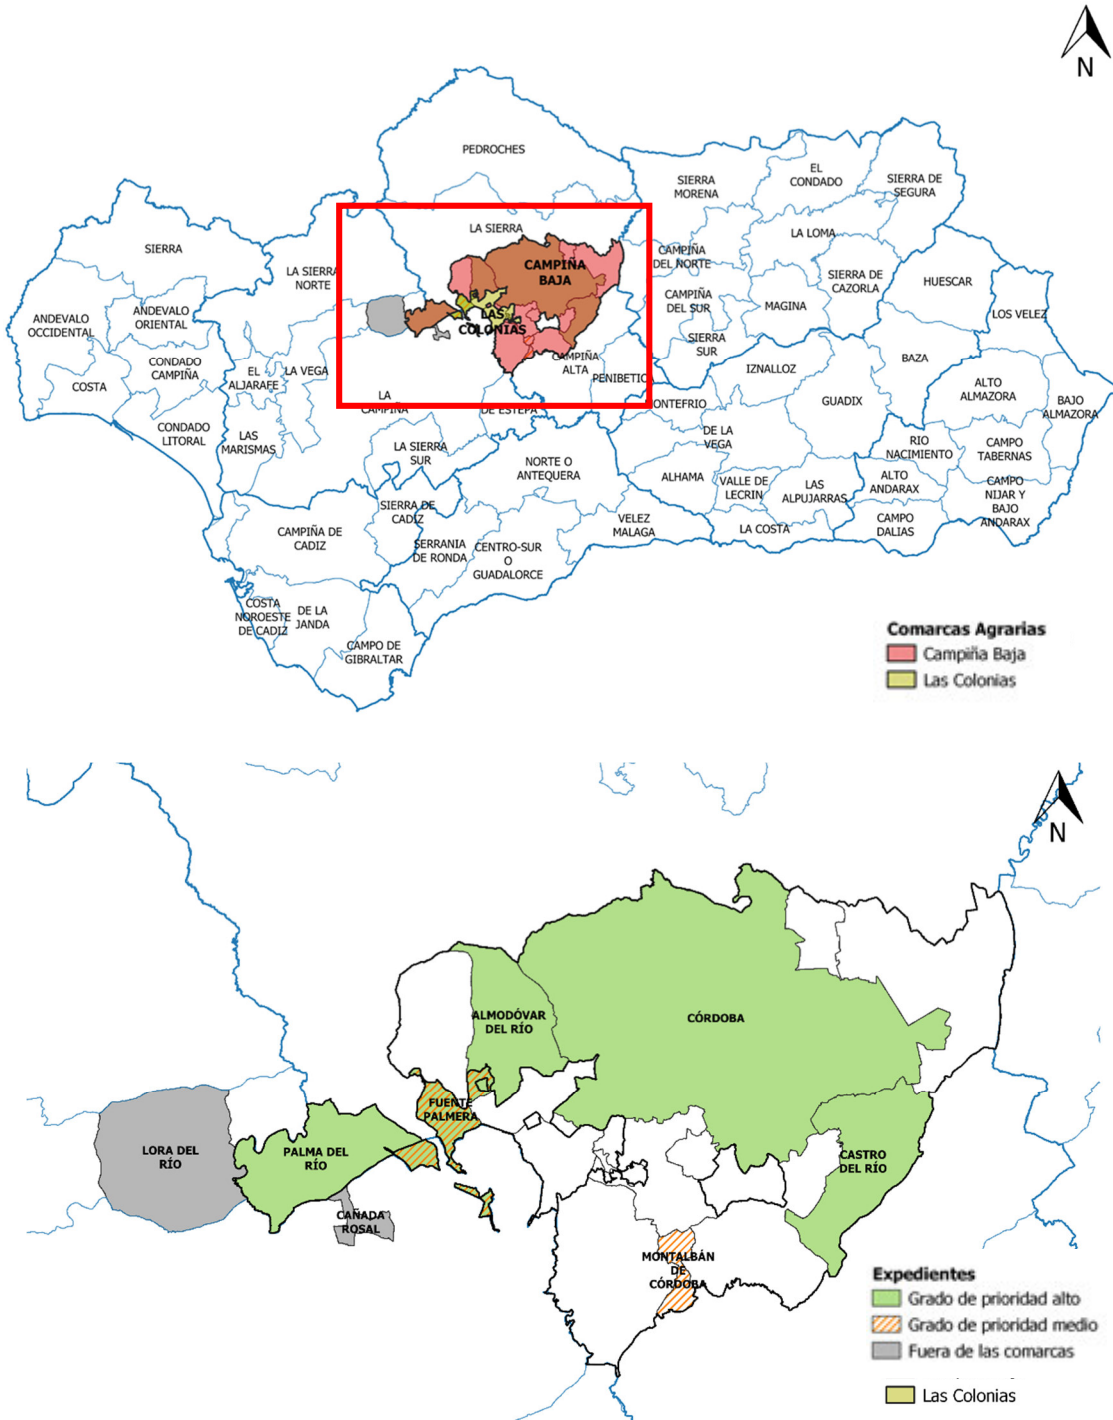 N
PEDROCHES
SIERRA
MORENA
EL
CONDADO
SIERRA DE
SEGURA
LA SIERRA
SIERRA
LA LOMA
CAMPIÑA
DEL NORTE
CAMPIÑA
BAJA
LA SIERRA
NORTE
SIERRA DE
CAZORLA
HUESCAR
CAMPIÑA
DEL SUR
MAGINA
ANDEVALO
OCCIDENTAL
ANDEVALO
ORIENTAL
LAS
COLONIAS
LOS VELEZ
SIERRA
SUR
CONDADO
CAMPIÑA
EL
ALJARAFE
LA VEGA
CAMPIÑA
ALTA
PENIBETICA
IZNALLOZ
BAZA
COSTA
ALTO
ALMAZORA
LA
CAMPIÑA
DE ESTEPA
MONTEFRIO
GUADIX
BAJO
ALMAZORA
CONDADO
LITORAL
LAS
MARISMAS
LA SIERRA
SUR
DE LA
VEGA
RIO
NACIMIENTO
CAMPO
TABERNAS
NORTE O
ANTEQUERA
ALHAMA
VALLE DE
LECRIN
LAS
ALPUJARRAS
ALTO
ANDARAX
CAMPO
NIJAR Y
BAJO
ANDARAX
SIERRA DE
CADIZ
CAMPIÑA DE
CADIZ
VELEZ
MALAGA
LA COSTA
CAMPO
DALIAS
SERRANIA
DE RONDA
CENTRO-SUR
O
GUADALORCE
COSTA
NOROESTE
DE CADIZ
DE LA
JANDA
CAMPO DE
GIBRALTAR
Comarcas Agrarias
Campiña Baja
Las Colonias
N
ALMODÓVAR
DEL RÍO
CÓRDOBA
FUENTE
PALMERA
LORA DEL
RÍO
PALMA DEL
RÍO
CASTRO
DEL RÍO
CAÑADA
ROSAL
MONTALBÁN
DE
CÓRDOBA
Expedientes
Grado de prioridad alto
Grado de prioridad medio
Fuera de las comarcas
Las Colonias